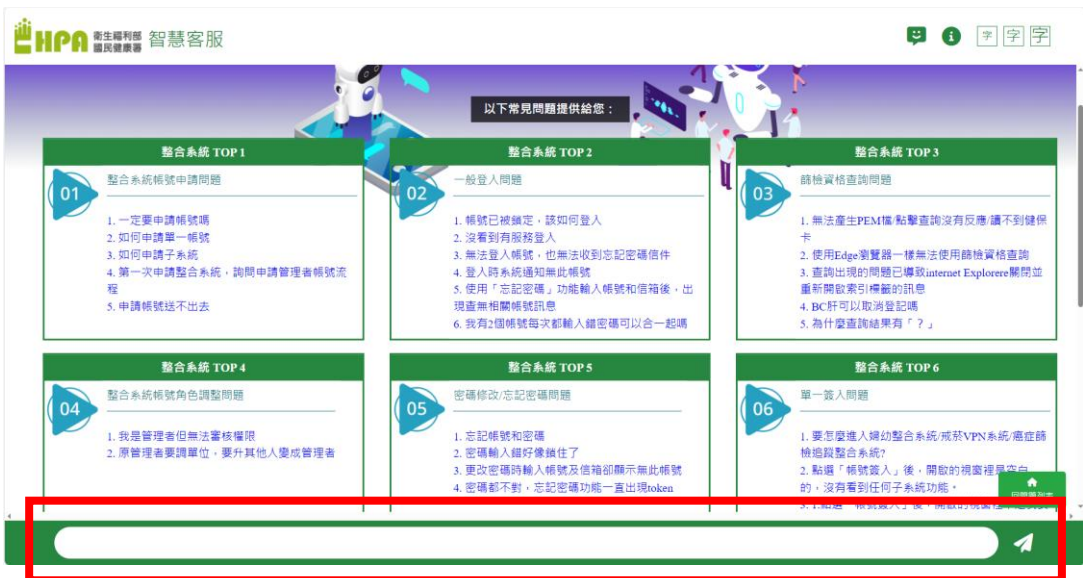 HPA 衛生福利部 國民健康署 智慧客服
字 字 字
以下常見問題提供給您：
整合系統 TOP 1
01
整合系統帳號申請問題
1. 一定要申請帳號嗎
2. 如何申請單一帳號
3. 如何申請子系統
4. 第一次申請整合系統，詢問申請管理者帳號流
程
5. 申請帳號送不出去
整合系統 TOP 2
02
一般登入問題
1. 帳號已被鎖定，該如何登入
2. 沒看到有服務登入
3. 無法登入帳號，也無法收到忘記密碼信件
4. 登入時系統通知無此帳號
5. 使用「忘記密碼」功能輸入帳號和信箱後，出
現查無相關帳號訊息
6. 我有2個帳號每次都輸入錯密碼可以合一起嗎
整合系統 TOP 3
03
篩檢資格查詢問題
1. 無法產生PEM檔/點擊查詢沒有反應/讀不到健保
卡
2. 使用Edge瀏覽器一樣無法使用篩檢資格查詢
3. 查詢出現的問題已導致internet Explorere關閉並
重新開啟索引標籤的訊息
4. BC肝可以取消登記嗎
5. 為什麼查詢結果有「？」
整合系統 TOP 4
04
整合系統帳號角色調整問題
1. 我是管理者但無法審核權限
2. 原管理者要調單位，要升其他人變成管理者
整合系統 TOP 5
05
密碼修改/忘記密碼問題
1. 忘記帳號和密碼
2. 密碼輸入錯好像鎖住了
3. 更改密碼時輸入帳號及信箱卻顯示無此帳號
4. 密碼都不對，忘記密碼功能一直出現token
整合系統 TOP 6
06
單一簽入問題
1. 要怎麼進入婦幼整合系統/戒菸VPN系統/癌症篩
檢追蹤整合系統?
2. 點選「帳號簽入」後，開啟的視窗裡是空白
的，沒有看到任何子系統功能。